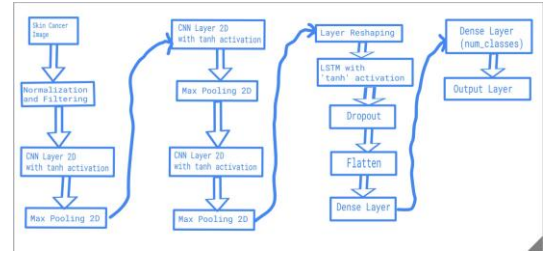 Skin Cancer
Image
Normalization
and Filtering
CNN Layer 2D
with tanh activation
Max Pooling 2D
CNN Layer 2D
with tanh activation
Max Pooling 2D
CNN Layer 2D
with tanh activation
Max Pooling 2D
Layer Reshaping
LSTM with
'tanh' activation
Dropout
Flatten
Dense Layer
Dense Layer
(num_classes)
Output Layer